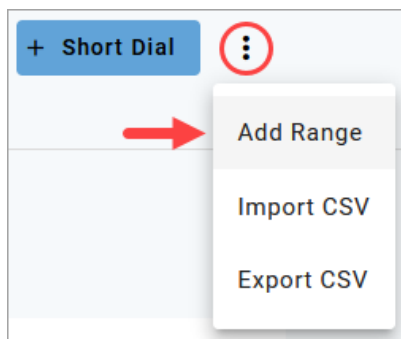 + Short Dial
Add Range
Import CSV
Export CSV